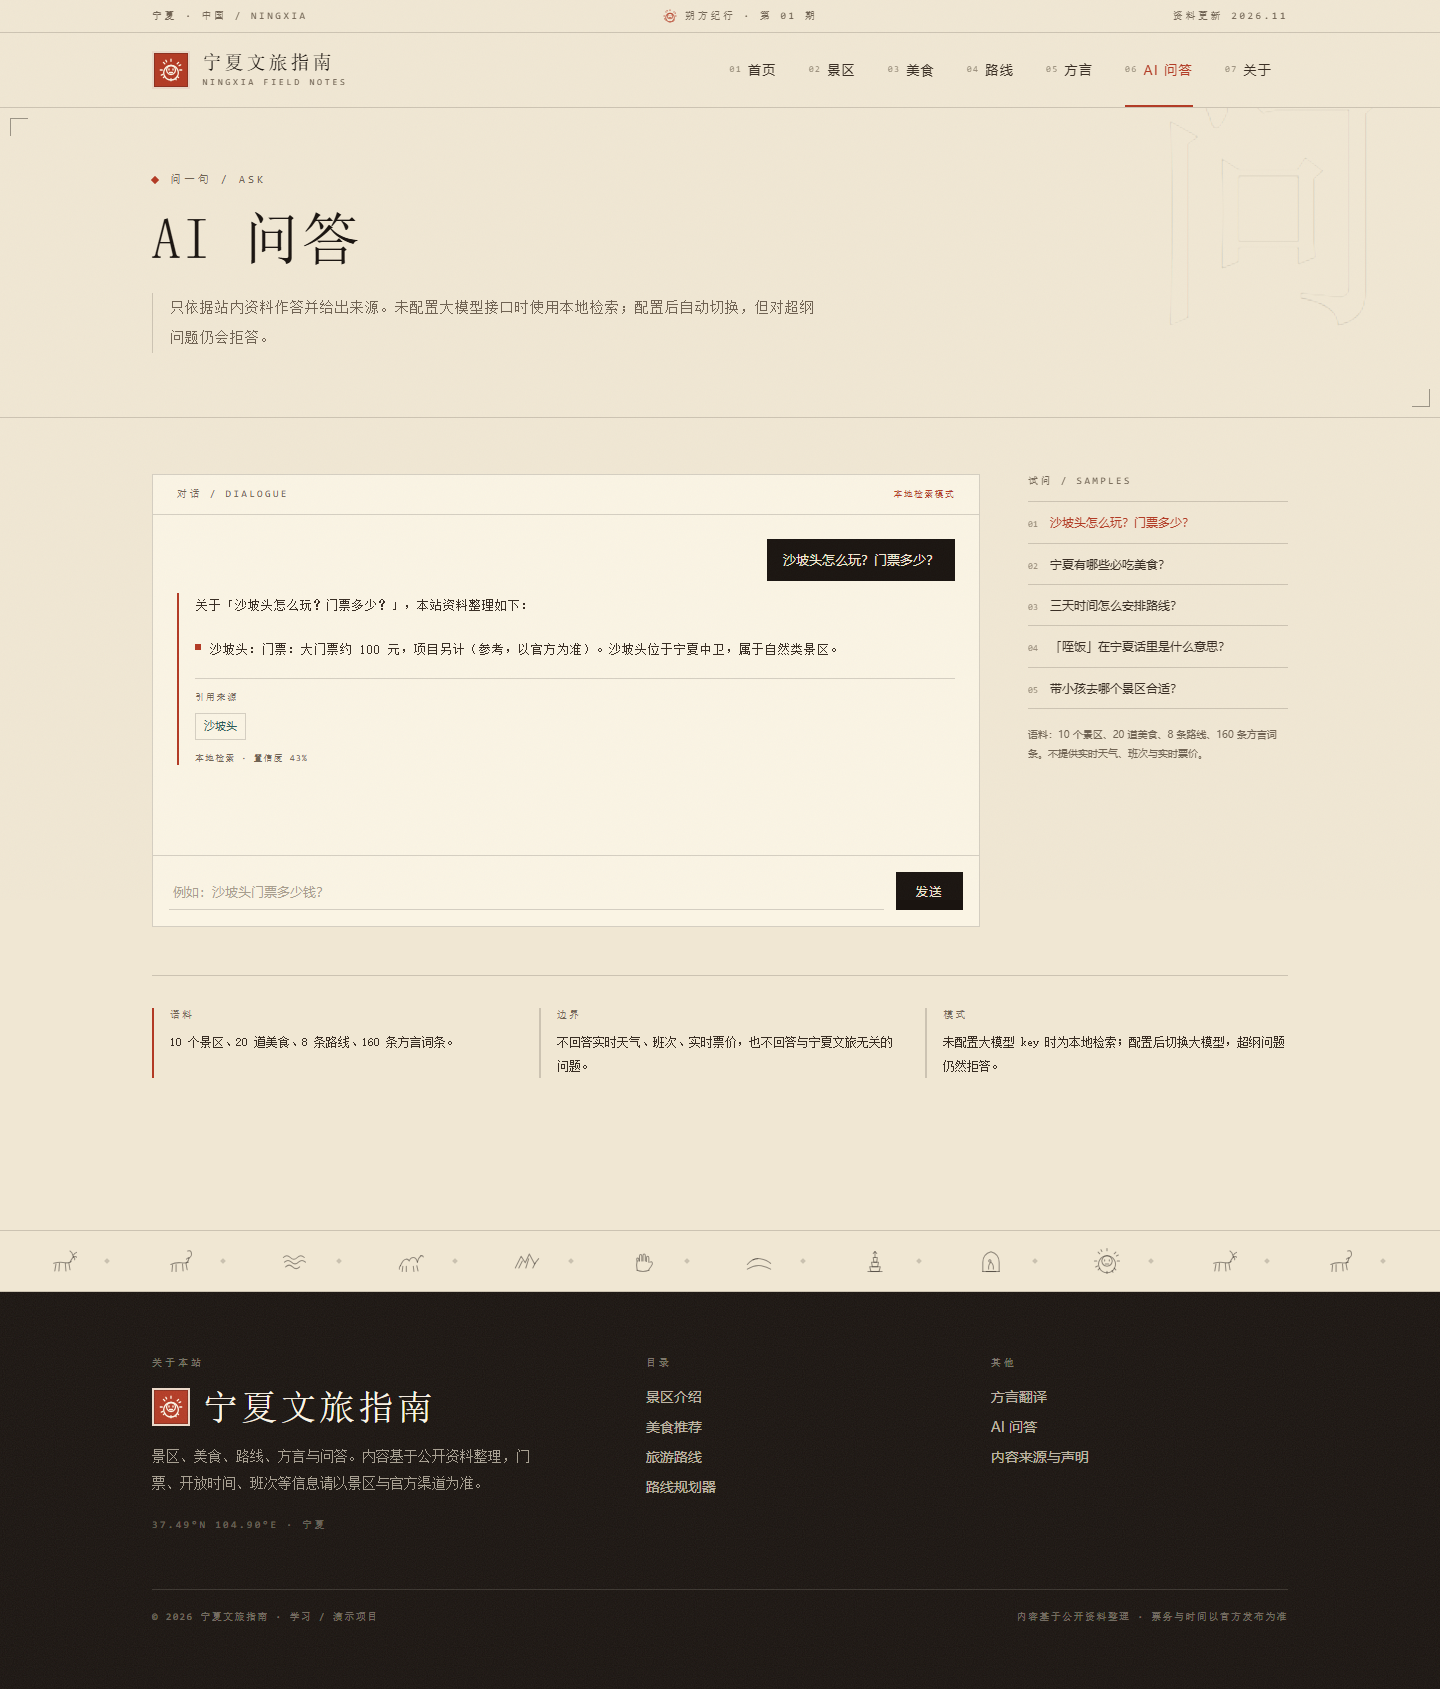 宁夏 · 中国 / NINGXIA
朔方纪行 · 第 01 期
资料更新 2026.11
宁夏文旅指南
NINGXIA FIELD NOTES
01 首页
02 景区
03 美食
04 路线
05 方言
06 AI 问答
07 关于
问
问一句 / ASK
AI 问答
只依据站内资料作答并给出来源。未配置大模型接口时使用本地检索；配置后自动切换，但对超纲
问题仍会拒答。
对话 / DIALOGUE
本地检索模式
沙坡头怎么玩？门票多少？
关于「沙坡头怎么玩？门票多少？」，本站资料整理如下：
沙坡头：门票：大门票约 100 元，项目另计（参考，以官方为准）。沙坡头位于宁夏中卫，属于自然类景区。
引用来源
沙坡头
本地检索 · 置信度 43%
例如：沙坡头门票多少钱？
发送
试问 / SAMPLES
01 沙坡头怎么玩？门票多少？
02 宁夏有哪些必吃美食？
03 三天时间怎么安排路线？
04 「咥饭」在宁夏话里是什么意思？
05 带小孩去哪个景区合适？
语料：10 个景区、20 道美食、8 条路线、160 条方言词
条。不提供实时天气、班次与实时票价。
语料
10 个景区、20 道美食、8 条路线、160 条方言词条。
边界
不回答实时天气、班次、实时票价，也不回答与宁夏文旅无关的
问题。
模式
未配置大模型 key 时为本地检索；配置后切换大模型，超纲问题
仍然拒答。
关于本站
宁夏文旅指南
景区、美食、路线、方言与问答。内容基于公开资料整理，门
票、开放时间、班次等信息请以景区与官方渠道为准。
37.49°N 104.90°E · 宁夏
目录
景区介绍
美食推荐
旅游路线
路线规划器
其他
方言翻译
AI 问答
内容来源与声明
© 2026 宁夏文旅指南 · 学习 / 演示项目
内容基于公开资料整理 · 票务与时间以官方发布为准